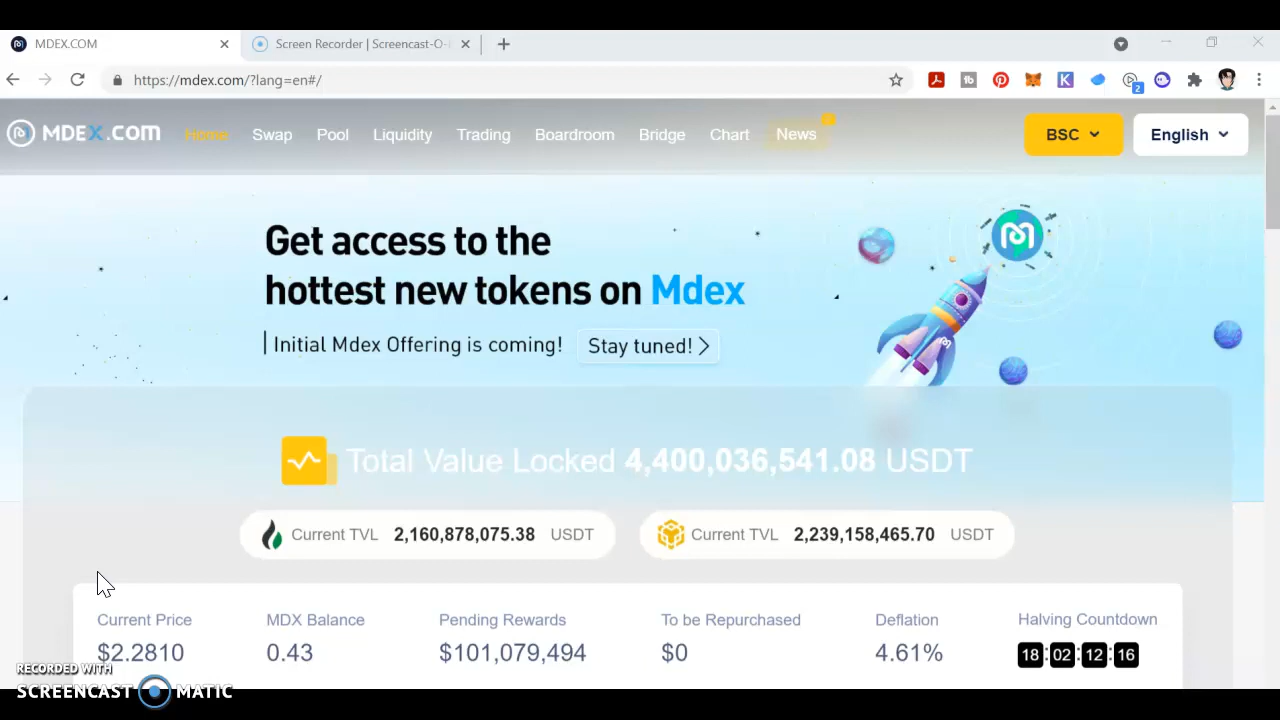 MDEX.COM
Screen Recorder | Screencast-O-
https://mdex.com/?lang=en#/
2
MDEX.COM Home Swap Pool Liquidity Trading Boardroom Bridge Chart News BSC English
Get access to the
hottest new tokens on Mdex
Initial Mdex Offering is coming! Stay tuned!
Total Value Locked 4,400,036,541.08 USDT
Current TVL 2,160,878,075.38 USDT
Current TVL 2,239,158,465.70 USDT
Current Price MDX Balance Pending Rewards To be Repurchased Deflation Halving Countdown
$2.2810 0.43 $101,079,494 $0 4.61% 18:02:12:16
RECORDED WITH
SCREENCAST MATIC